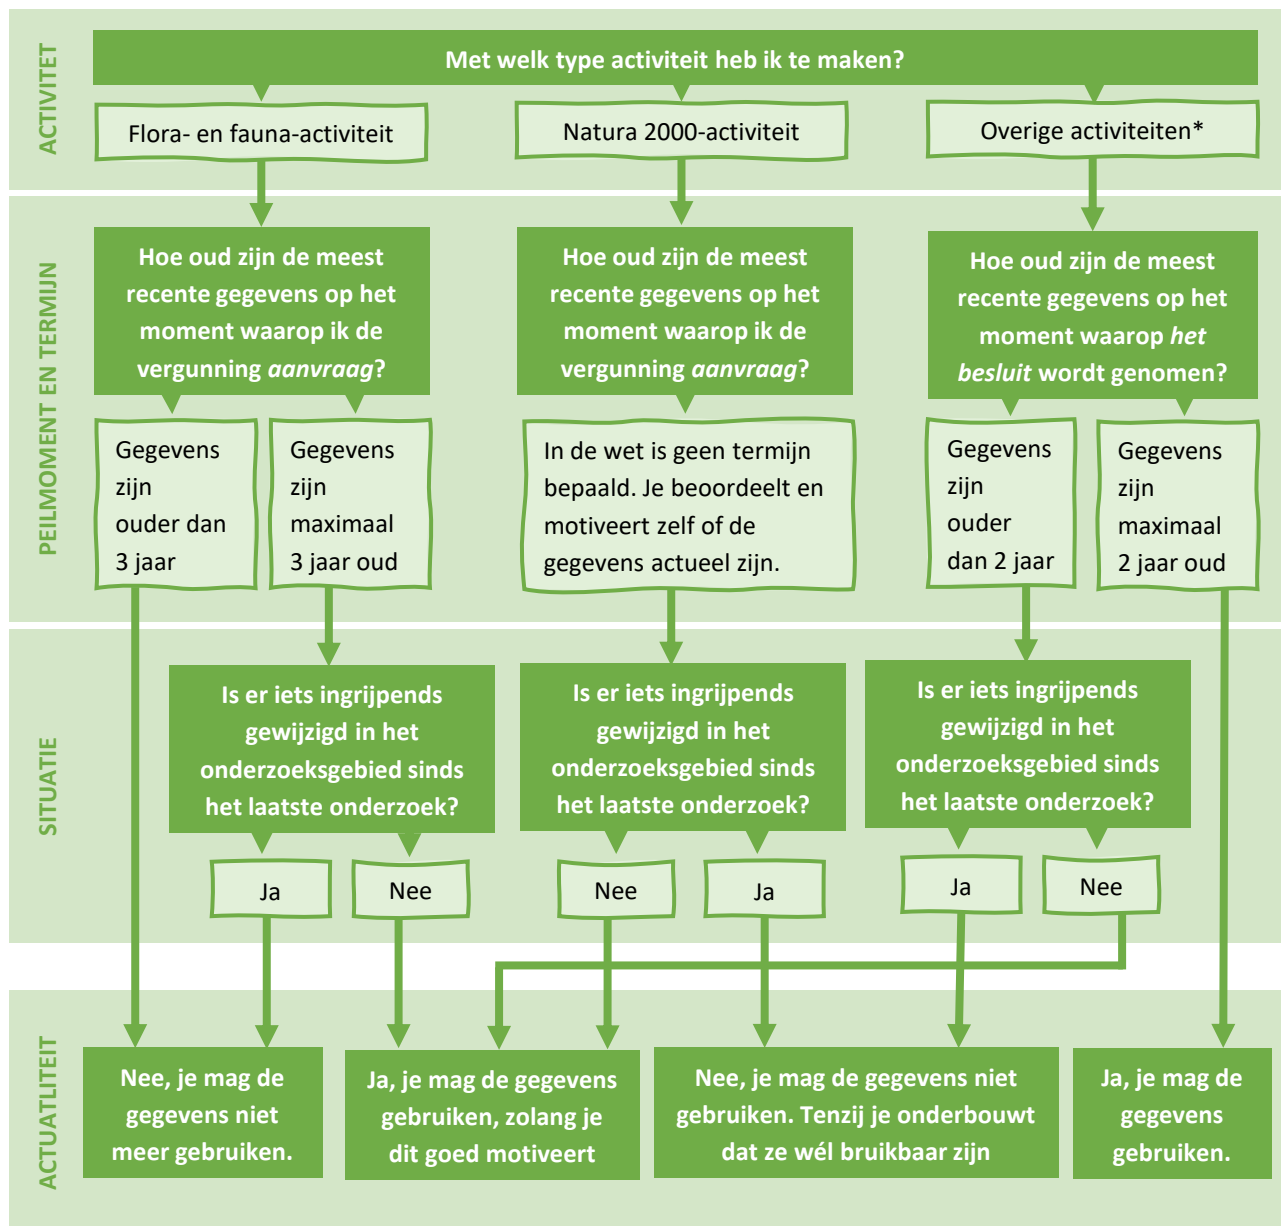 ACTIVITET
Met welk type activiteit heb ik te maken?
Flora- en fauna-activiteit
Natura 2000-activiteit
Overige activiteiten*
PEILMOMENT EN TERMIJN
Hoe oud zijn de meest
recente gegevens op het
moment waarop ik de
vergunning aanvraag?
Hoe oud zijn de meest
recente gegevens op het
moment waarop ik de
vergunning aanvraag?
Hoe oud zijn de meest
recente gegevens op het
moment waarop het
besluit wordt genomen?
Gegevens
zijn
ouder dan
3 jaar
Gegevens
zijn
maximaal
3 jaar oud
In de wet is geen termijn
bepaald. Je beoordeelt en
motiveert zelf of de
gegevens actueel zijn.
Gegevens
zijn
ouder
dan 2 jaar
Gegevens
zijn
maximaal
2 jaar oud
SITUATIE
Is er iets ingrijpends
gewijzigd in het
onderzoeksgebied sinds
het laatste onderzoek?
Is er iets ingrijpends
gewijzigd in het
onderzoeksgebied sinds
het laatste onderzoek?
Is er iets ingrijpends
gewijzigd in het
onderzoeksgebied sinds
het laatste onderzoek?
Ja
Nee
Nee
Ja
Ja
Nee
ACTUATLITEIT
Nee, je mag de
gegevens niet
meer gebruiken.
Ja, je mag de gegevens
gebruiken, zolang je
dit goed motiveert
Nee, je mag de gegevens niet
gebruiken. Tenzij je onderbouwt
dat ze wél bruikbaar zijn
Ja, je mag de
gegevens
gebruiken.